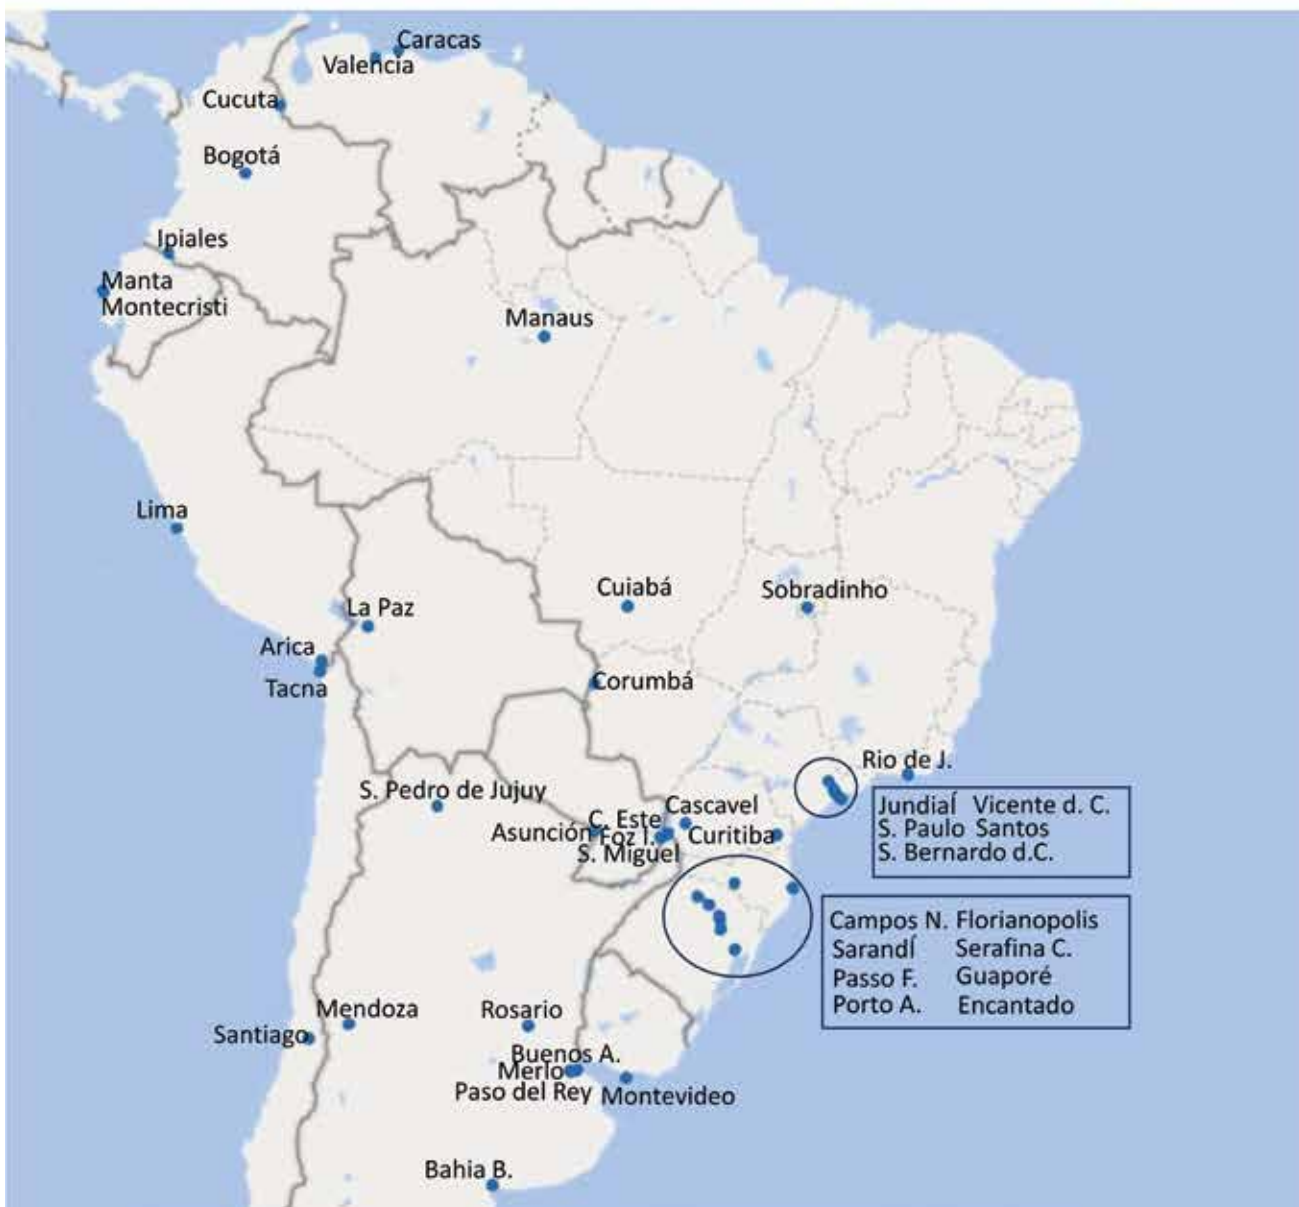 Caracas
Valencia
Cucuta
Bogotá
Ipiales
Manta
Montecristi
Manaus
Lima
Cuiabá
Sobradinho
La Paz
Arica
Tacna
Corumbá
Rio de J.
S. Pedro de Jujuy
Cascavel
C. Este
Asunción
Foz I.
Curitiba
S. Miguel
Jundiaí Vicente d. C.
S. Paulo Santos
S. Bernardo d.C.
Campos N. Florianopolis
Sarandí Serafina C.
Passo F. Guaporé
Porto A. Encantado
Mendoza
Rosario
Santiago
Buenos A.
Merlo
Paso del Rey
Montevideo
Bahia B.